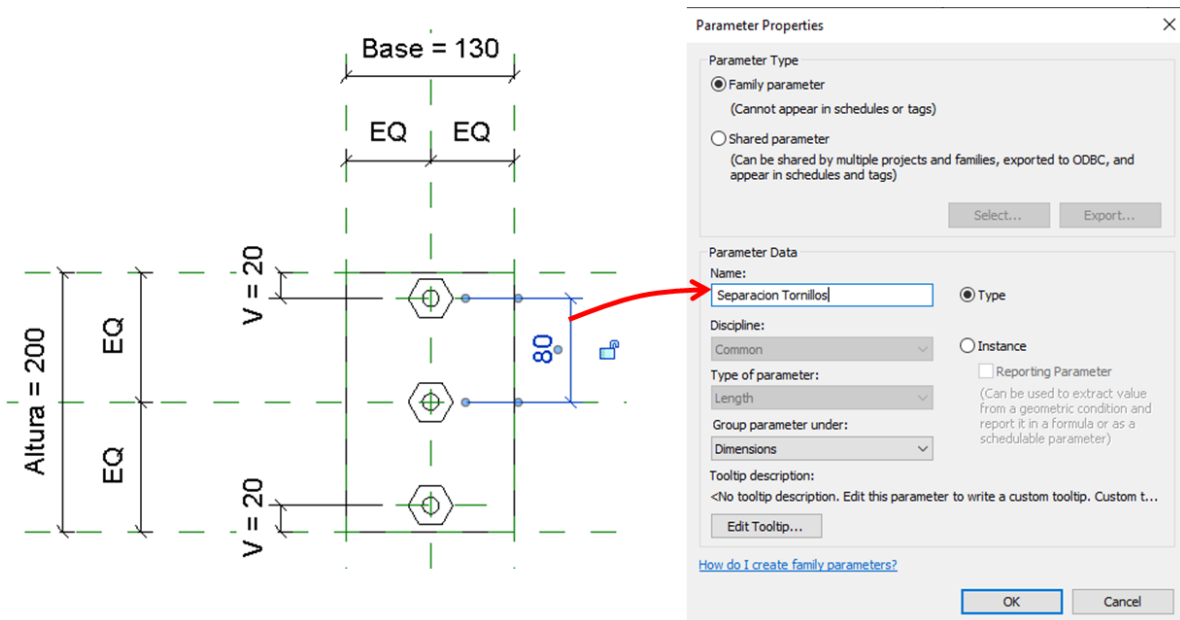 Base = 130
EQ
EQ
V = 20
80
EQ
Altura = 200
EQ
V = 20
Parameter Properties
Parameter Type
Family parameter
(Cannot appear in schedules or tags)
Shared parameter
(Can be shared by multiple projects and families, exported to ODBC, and
appear in schedules and tags)
Select...
Export...
Parameter Data
Name:
Separacion Tornillos
Type
Discipline:
Common
Instance
Reporting Parameter
Type of parameter:
Length
(Can be used to extract value
from a geometric condition and
report it in a formula or as a
schedulable parameter)
Group parameter under:
Dimensions
Tooltip description:
<No tooltip description. Edit this parameter to write a custom tooltip. Custom t...
Edit Tooltip...
How do I create family parameters?
OK
Cancel